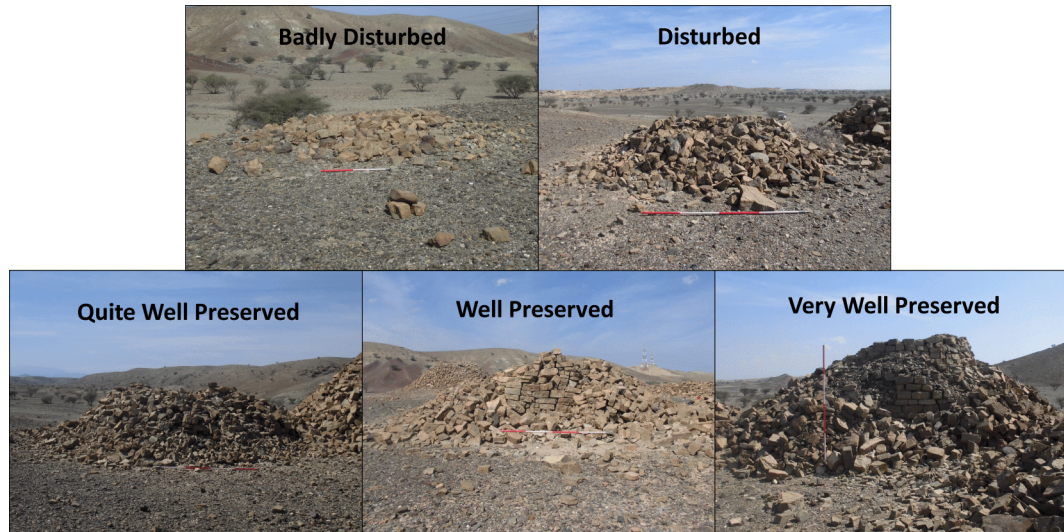 Badly Disturbed
Disturbed
Quite Well Preserved
Well Preserved
Very Well Preserved